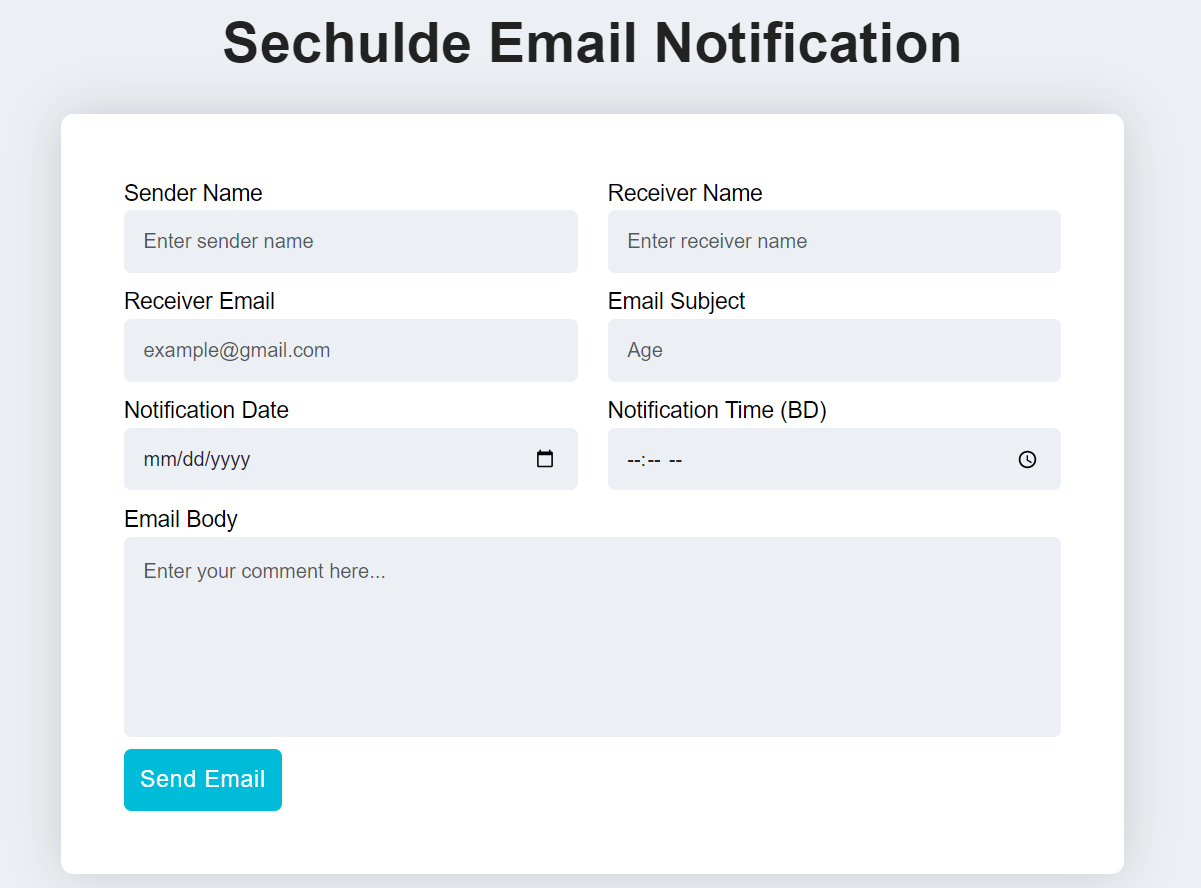 Sechulde Email Notification
Sender Name
Receiver Name
Enter sender name
Enter receiver name
Receiver Email
Email Subject
example@gmail.com
Age
Notification Date
Notification Time (BD)
mm/dd/yyyy
--:-- --
Email Body
Enter your comment here...
Send Email